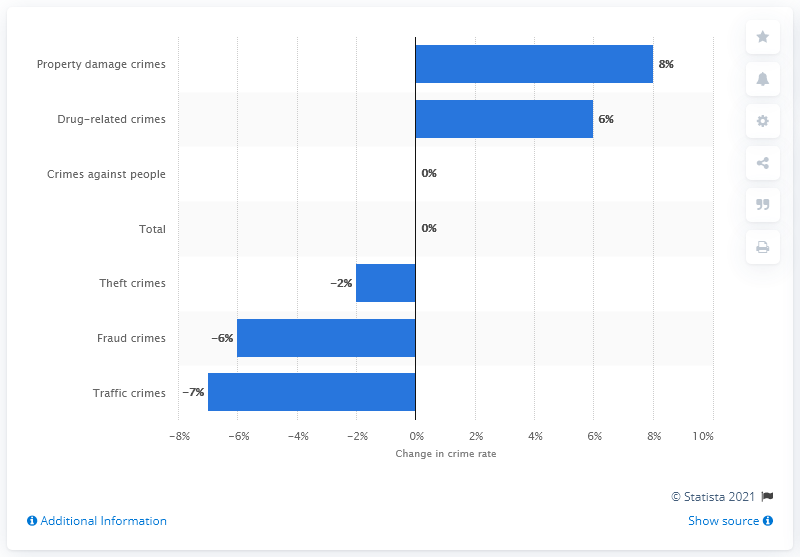 Property damage crimes
8%
Drug-related crimes
6%
Crimes against people
0%
Total
0%
Theft crimes
-2%
Fraud crimes
-6%
Traffic crimes
-7%
-8% -6% -4% -2% 0% 2% 4% 6% 8% 10%
Change in crime rate
© Statista 2021
Additional Information
Show source